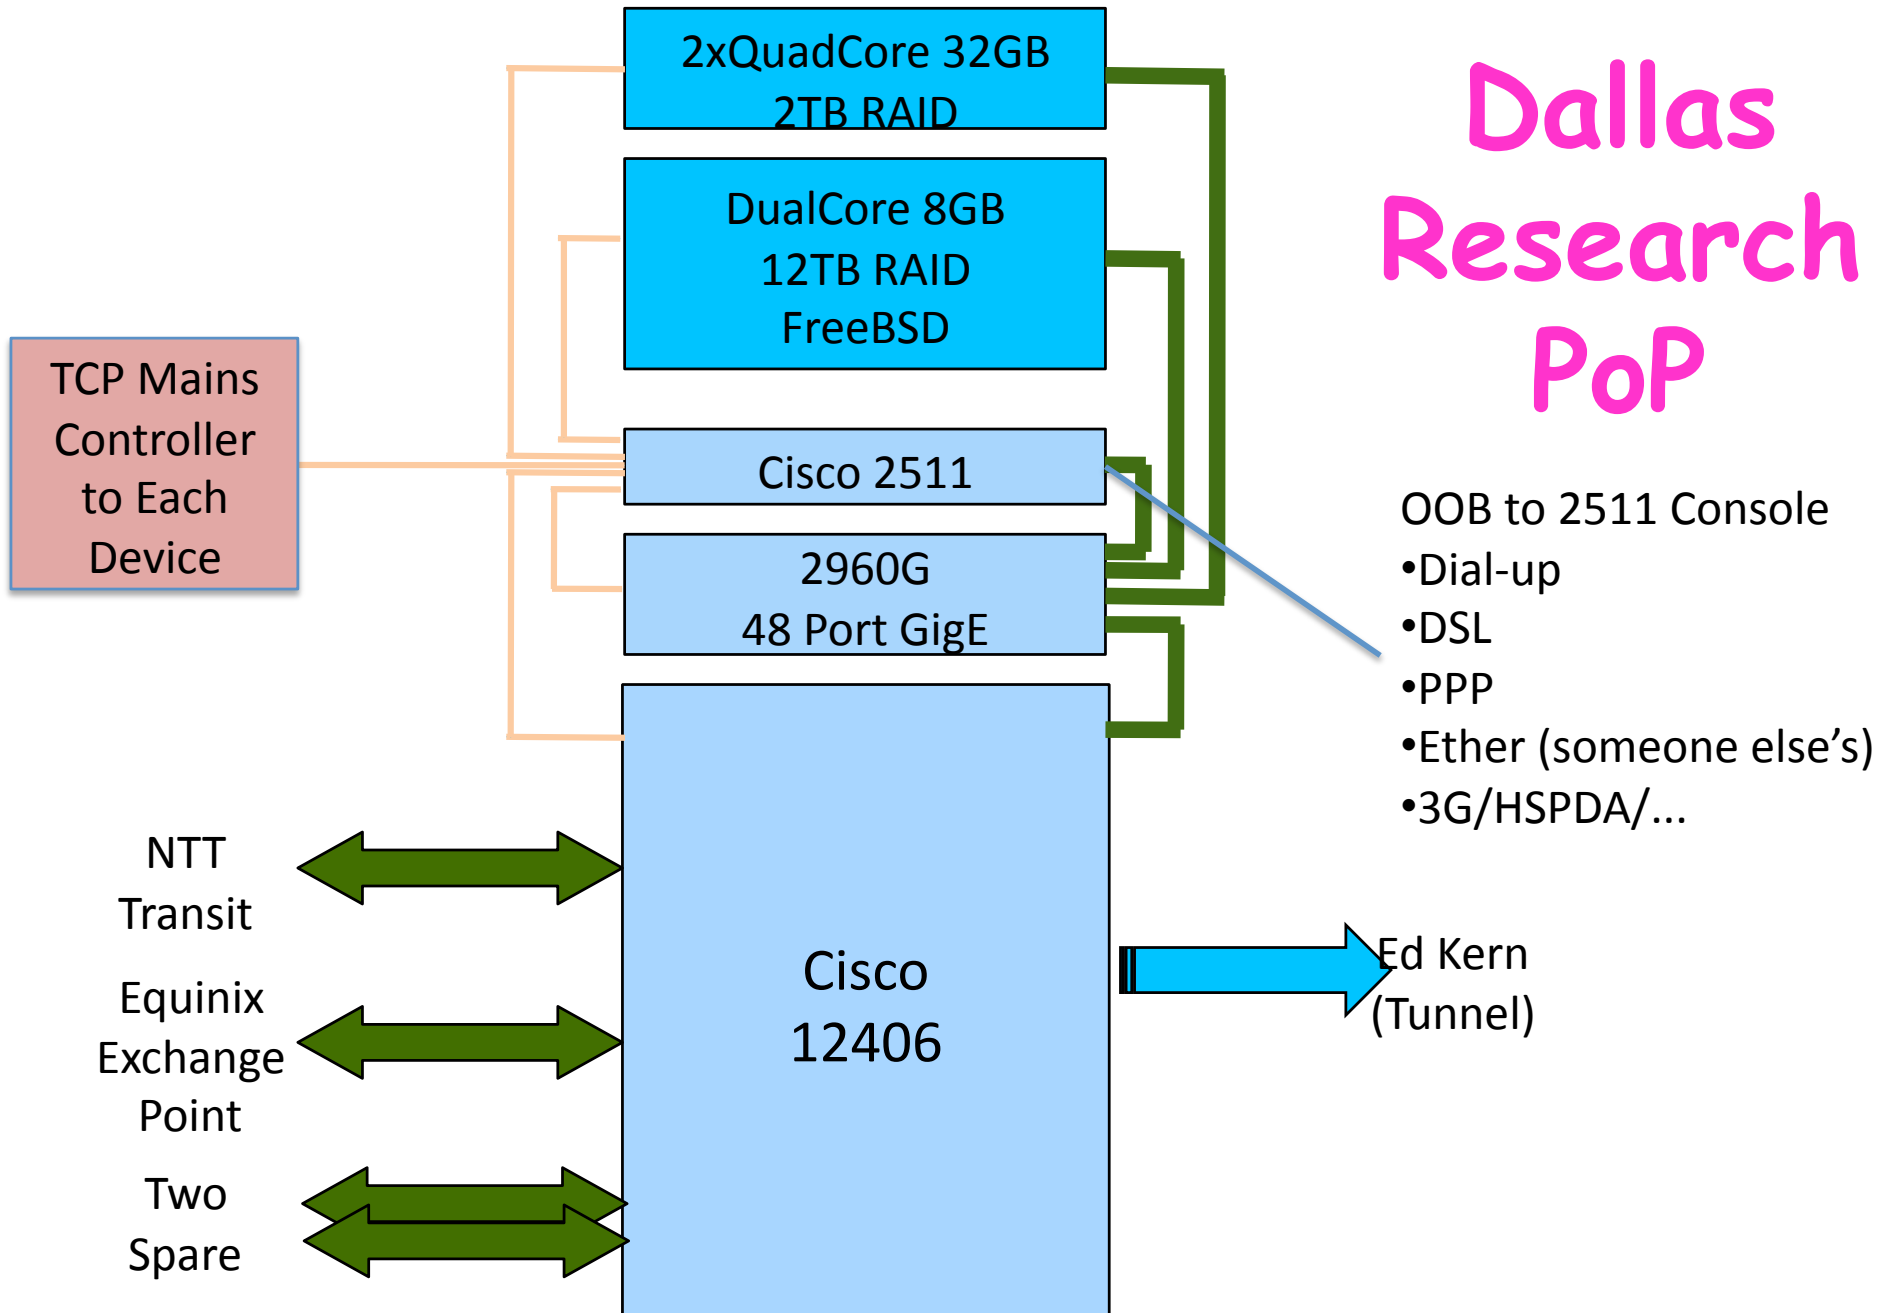 2xQuadCore 32GB
2TB RAID
DualCore 8GB
12TB RAID
FreeBSD
Dallas
Research
PoP
TCP Mains
Controller
to Each
Device
Cisco 2511
2960G
48 Port GigE
OOB to 2511 Console
•Dial-up
•DSL
•PPP
•Ether (someone else’s)
•3G/HSPDA/...
NTT
Transit
Equinix
Exchange
Point
Two
Spare
Cisco
12406
Ed Kern
(Tunnel)